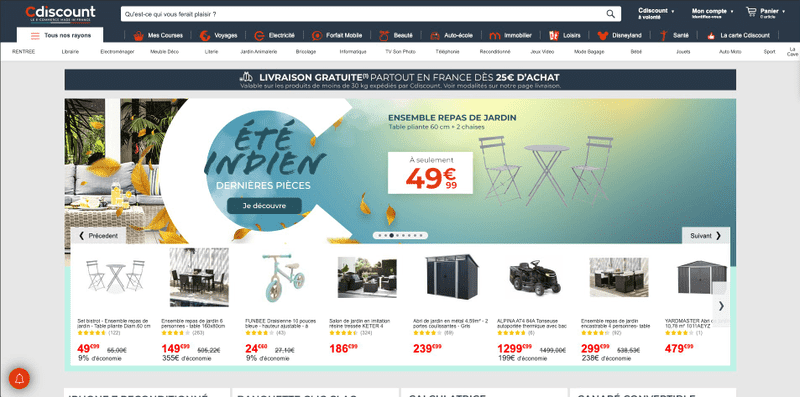 Cdiscount
LE E-COMMERCE MADE IN FRANCE
Qu'est-ce qui vous ferait plaisir ?
Cdiscount
à volonté
Mon compte
Identifiez-vous
Panier
0 article
Tous nos rayons
Mes Courses
Voyages
Electricité
Forfait Mobile
Beauté
Auto-école
Immobilier
Loisirs
Disneyland
Santé
La carte Cdiscount
RENTREE
Librairie
Electroménager
Meuble Déco
Literie
Jardin Animalerie
Bricolage
Informatique
TV Son Photo
Téléphonie
Reconditionné
Jeux Video
Mode Bagage
Bébé
Jouets
Auto Moto
Sport
La
Cave
LIVRAISON GRATUITE(1) PARTOUT EN FRANCE DÈS 25€ D'ACHAT
Valable sur les produits de moins de 30 kg expédiés par Cdiscount. Voir modalités sur notre page livraison.
ÉTÉ
INDIEN
DERNIÈRES PIÈCES
Je découvre
ENSEMBLE REPAS DE JARDIN
Table pliante 60 cm + 2 chaises
A seulement
49€99
Précedent
Suivant
Set bistrot - Ensemble repas de
jardin - Table pliante Diam.60 cm
(122)
49€99 55,00€
9% d'économie
Ensemble repas de jardin 6
personnes - table 160x80cm
(263)
149€99 505,22€
355€ d'économie
FUNBEE Draisienne 10 pouces
bleue - hauteur ajustable - à
(43)
24€60 27,10€
9% d'économie
Salon de jardin en imitation
résine tressée KETER 4
(324)
186€99
Abri de jardin en métal 4.59m² - 2
portes coulissantes - Gris
(69)
239€99
ALPINA AT4 84A Tondeuse
autoportée thermique avec bac
(6)
1299€99 1499,00€
199€ d'économie
Ensemble repas de jardin
encastrable 4 personnes- table
(92)
299€99 538,53€
238€ d'économie
YARDMASTER Abri de jardin
10,78 m² 1011AEYZ
(1)
479€99